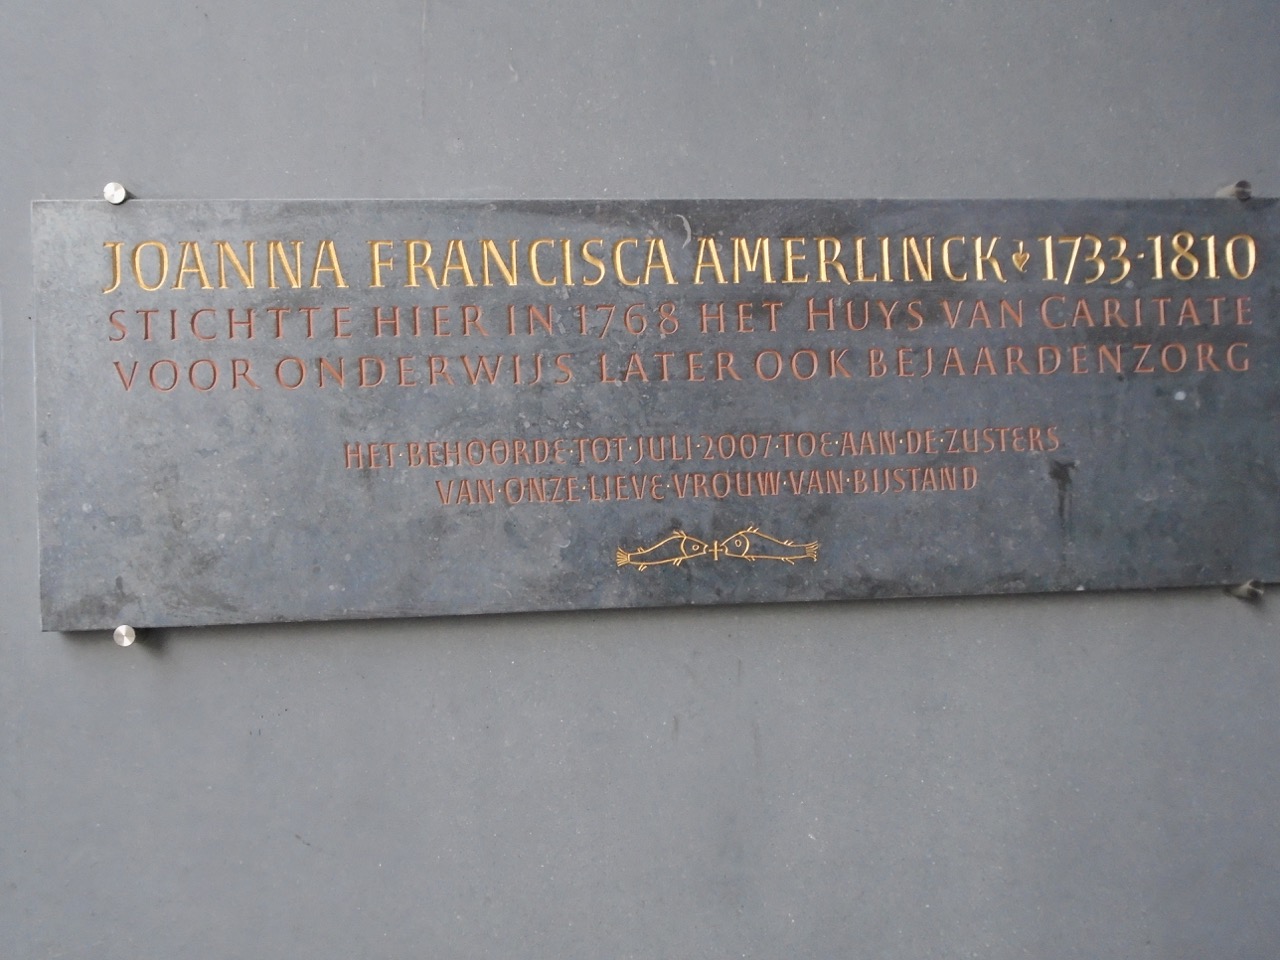 JOANNA FRANCISCA AMERLINCK 1733·1810
STICHTTE HIER IN 1768 HET HUYS VAN CARITATE
VOOR ONDERWIJS LATER OOK BEJAARDENZORG
HET·BEHOORDE·TOT·JULI·2007·TOE·AAN·DE·ZUSTERS
VAN·ONZE·LIEVE·VROUW·VAN·BIJSTAND